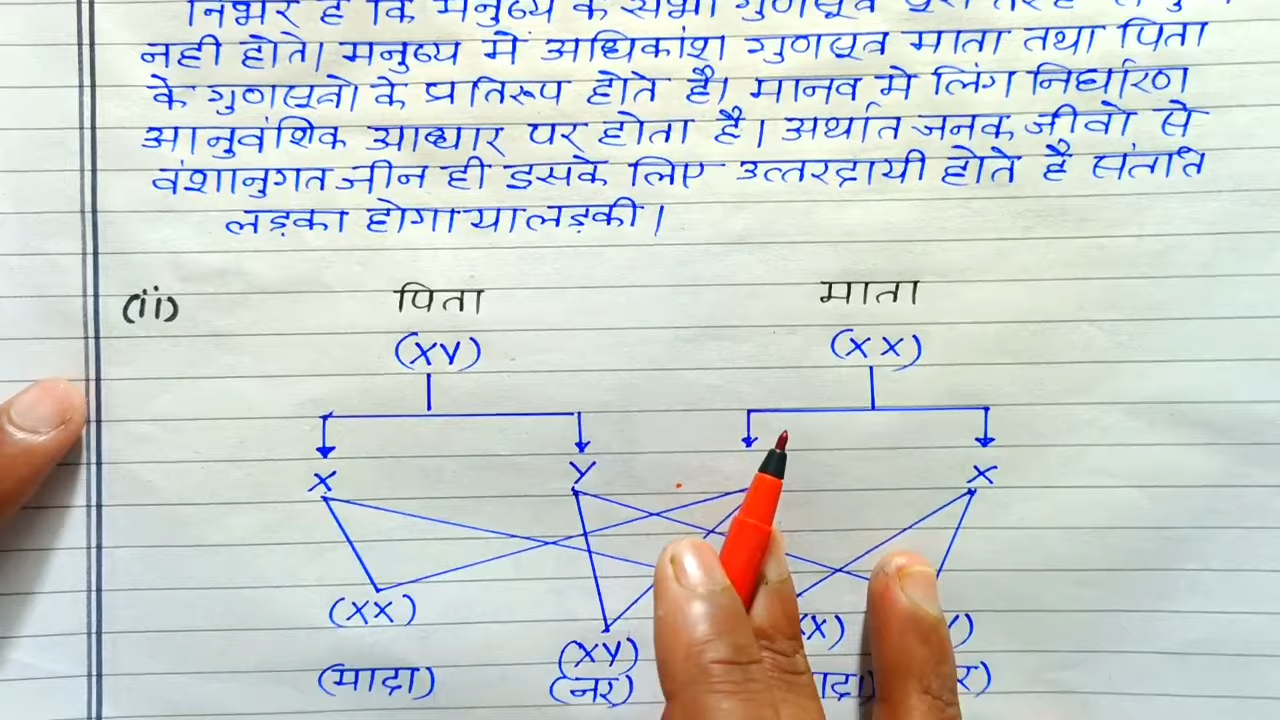 नही होते। मनुष्य में अधिकांश गुणसूत्र माता तथा पिता
के गुणसूत्रो के प्रतिरूप होते है। मानव मे लिंग निर्धारण
आनुवंशिक आधार पर होता है। अर्थात जनक जीवो से
वंशानुगत जीन ही इसके लिए उत्तरदायी होते है संतति
लड़का होगा या लड़की।
(ii) पिता माता
(XY) (XX)
X Y X
(XX)
(XY)
(मादा) (नर)